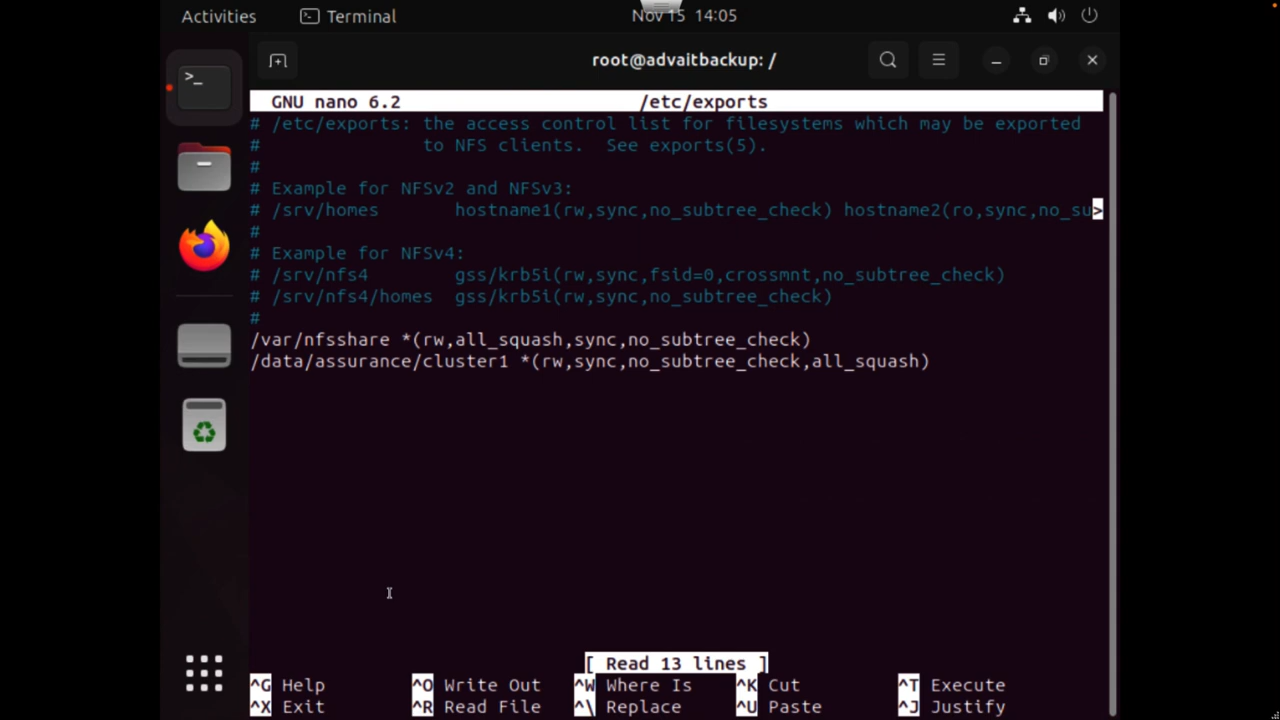 Activities Terminal Nov 15 14:05
root@advaitbackup: /
GNU nano 6.2 /etc/exports
# /etc/exports: the access control list for filesystems which may be exported
# to NFS clients. See exports(5).
#
# Example for NFSv2 and NFSv3:
# /srv/homes hostname1(rw,sync,no_subtree_check) hostname2(ro,sync,no_su>
#
# Example for NFSv4:
# /srv/nfs4 gss/krb5i(rw,sync,fsid=0,crossmnt,no_subtree_check)
# /srv/nfs4/homes gss/krb5i(rw,sync,no_subtree_check)
#
/var/nfsshare *(rw,all_squash,sync,no_subtree_check)
/data/assurance/cluster1 *(rw,sync,no_subtree_check,all_squash)
[ Read 13 lines ]
^G Help ^O Write Out ^W Where Is ^K Cut ^T Execute
^X Exit ^R Read File ^\ Replace ^U Paste ^J Justify